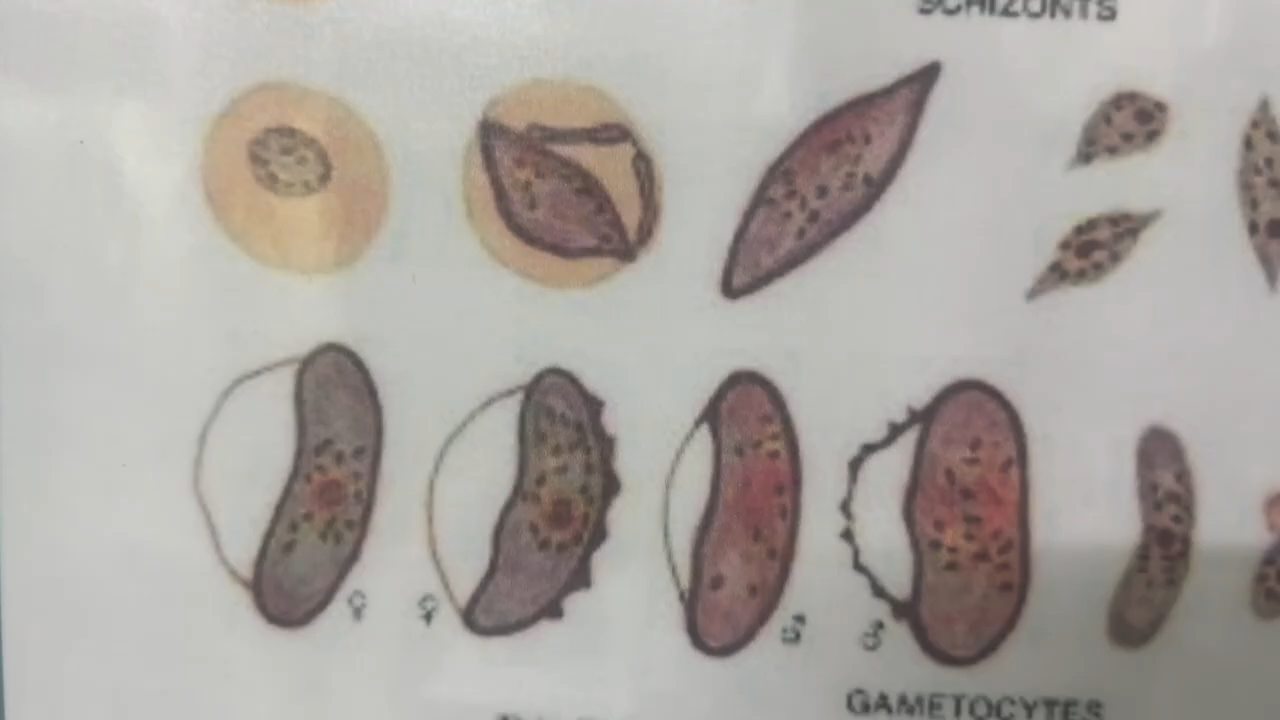 SCHIZONTS
♀ ♀ ♂ ♂
GAMETOCYTES